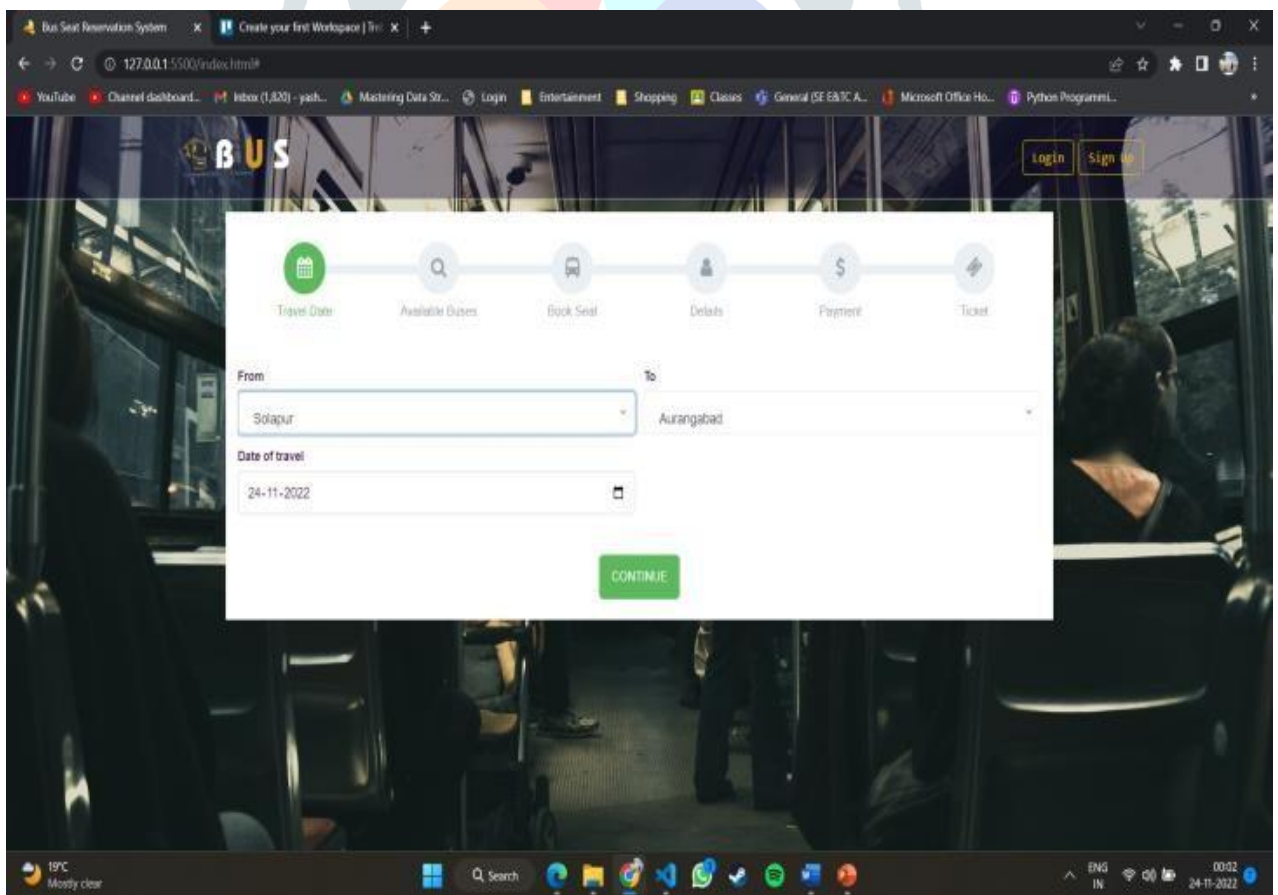 Bus Seat Reservation System
Create your first Workspace | Tre
127.0.0.1:5500/index.html#
YouTube Channel dashboard... Inbox (1,820) - yash... Mastering Data Str... Login Entertainment Shopping Classes General (SE E&TC A... Microsoft Office Ho... Python Programmi...
BUS
Login Sign up
Travel Date Available Buses Book Seat Details Payment Ticket
From To
Solapur Aurangabad
Date of travel
24-11-2022
CONTINUE
19°C
Mostly clear
Search
ENG
IN
00:02
24-11-2022